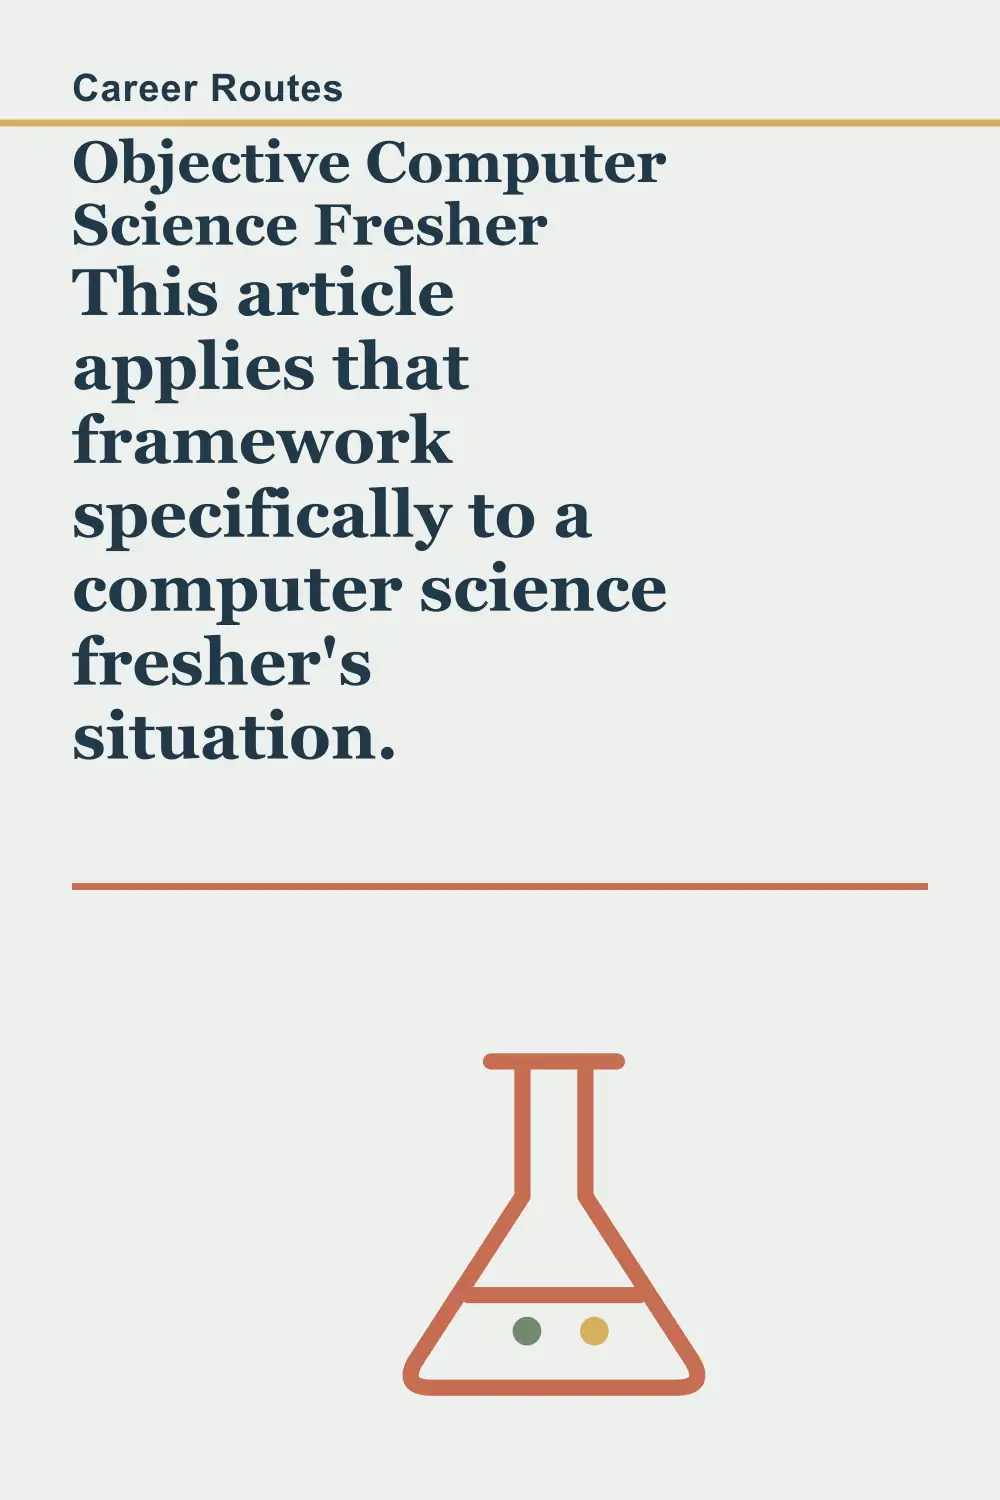 Career Routes
Objective Computer
Science Fresher
This article
applies that
framework
specifically to a
computer science
fresher's
situation.